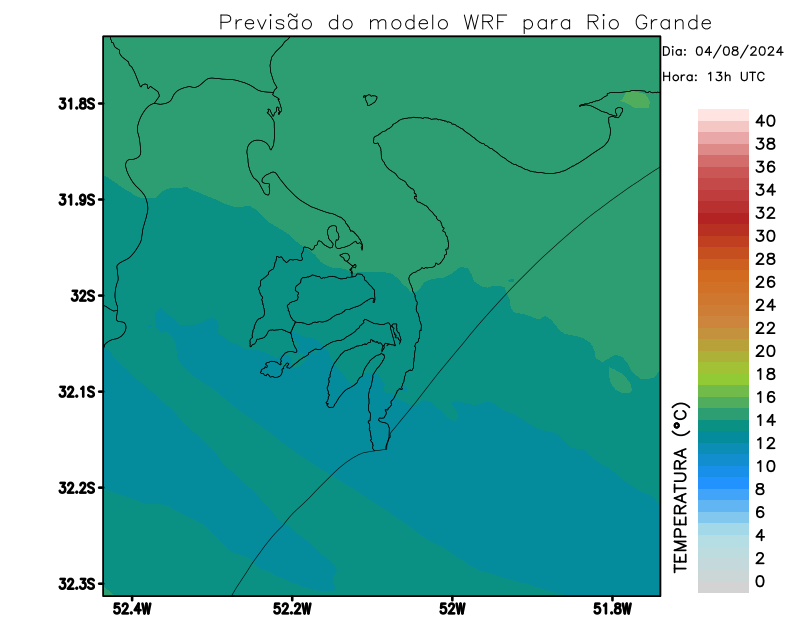 Previsão do modelo WRF para Rio Grande
Dia: 04/08/2024
Hora: 13h UTC
31.8S
31.9S
32S
32.1S
32.2S
32.3S
52.4W
52.2W
52W
51.8W
40
38
36
34
32
30
28
26
24
22
20
18
16
14
12
10
8
6
4
2
0
TEMPERATURA (°C)